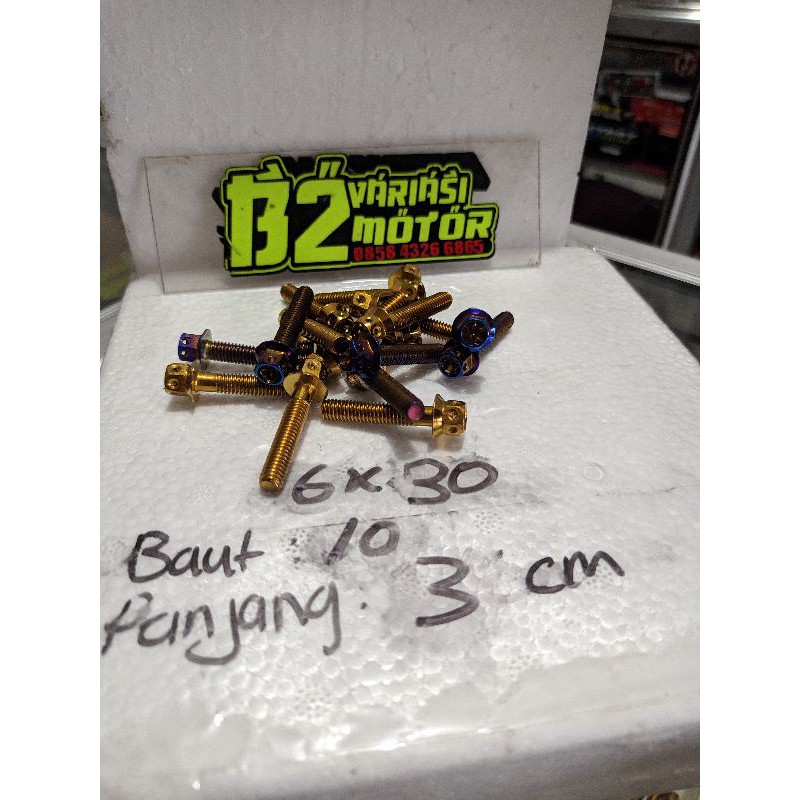 B2 VARIASI
MOTOR
0858 4326 6865
6x30
Baut : 10
Panjang. 3 cm